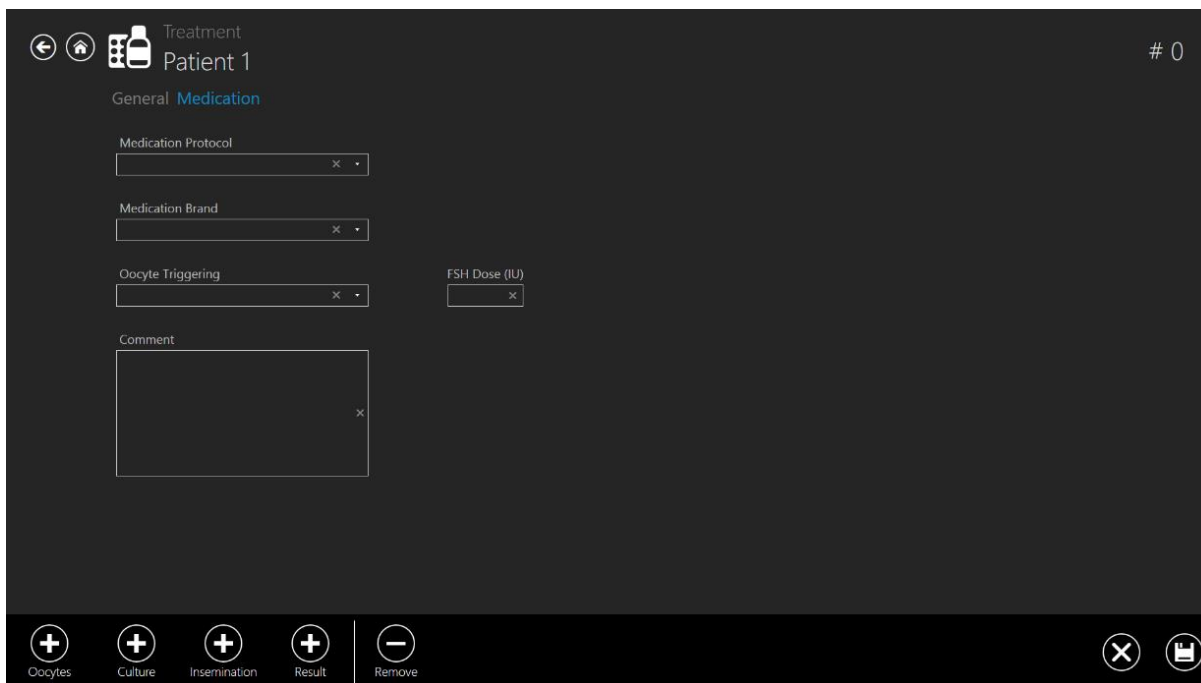 Treatment
Patient 1
# 0
General Medication
Medication Protocol
Medication Brand
Oocyte Triggering
FSH Dose (IU)
Comment
Oocytes
Culture
Insemination
Result
Remove